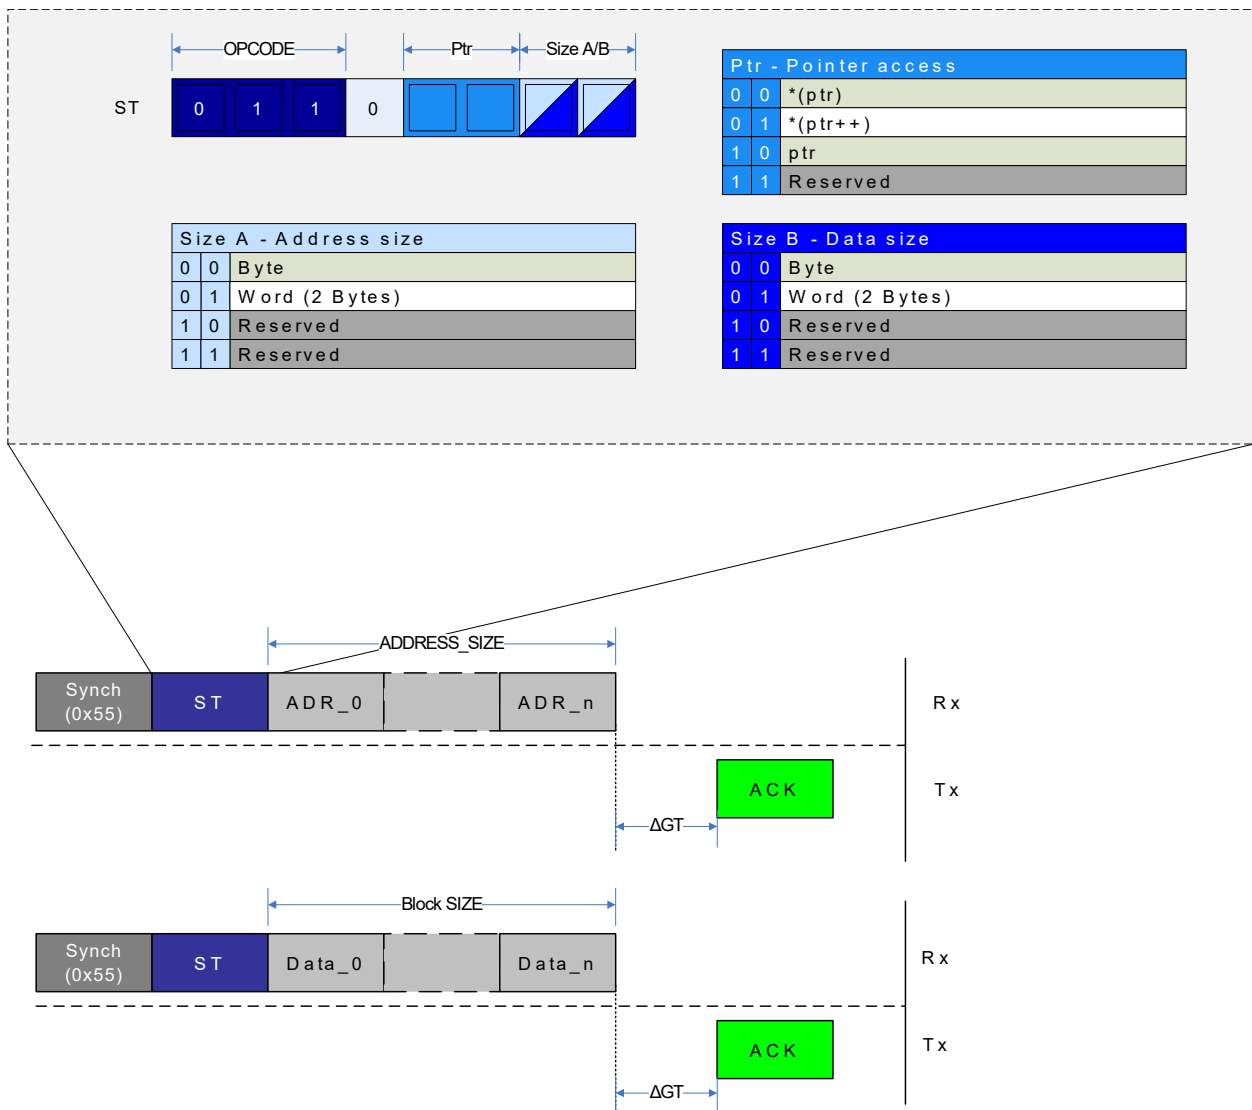 OPCODE Ptr Size A/B
ST 0 1 1 0
Ptr - Pointer access
0 0 *(ptr)
0 1 *(ptr++)
1 0 ptr
1 1 Reserved
Size A - Address size
0 0 Byte
0 1 Word (2 Bytes)
1 0 Reserved
1 1 Reserved
Size B - Data size
0 0 Byte
0 1 Word (2 Bytes)
1 0 Reserved
1 1 Reserved
ADDRESS_SIZE
Synch
(0x55)
ST ADR_0 ADR_n Rx
ACK Tx
ΔGT
Block SIZE
Synch
(0x55)
ST Data_0 Data_n Rx
ACK Tx
ΔGT